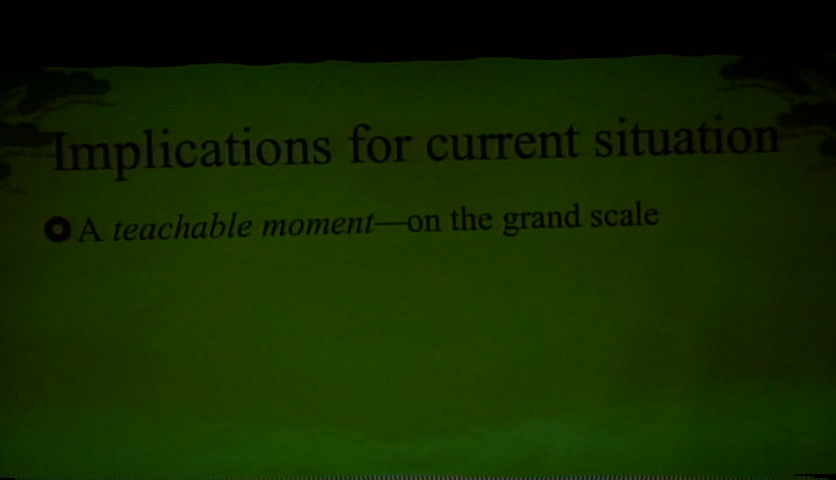 Implications for current situation
A teachable moment—on the grand scale